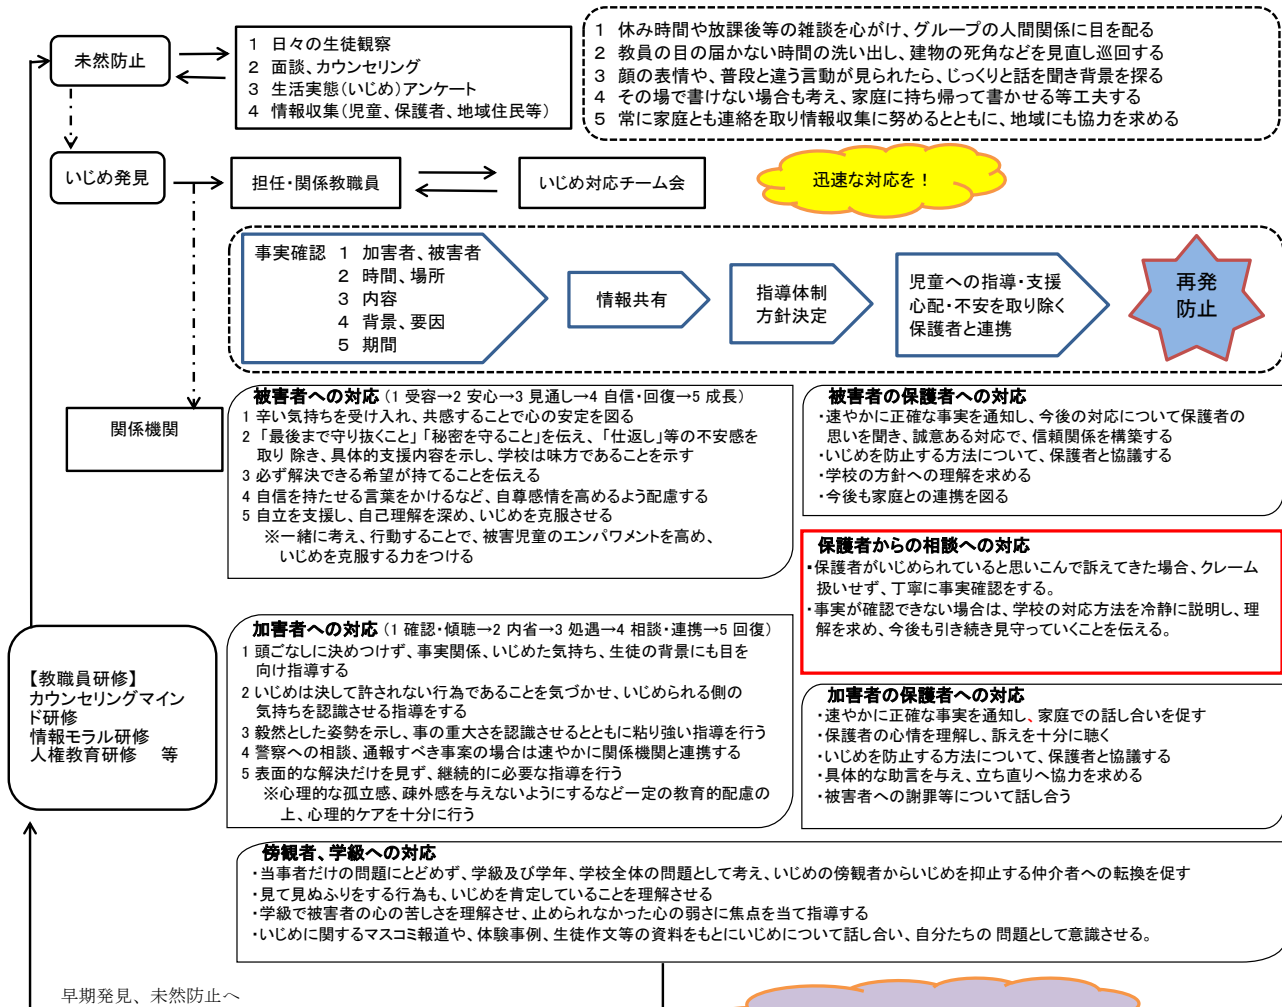 未然防止
1 日々の生徒観察
2 面談、カウンセリング
3 生活実態(いじめ)アンケート
4 情報収集(児童、保護者、地域住民等)
1 休み時間や放課後等の雑談を心がけ、グループの人間関係に目を配る
2 教員の目の届かない時間の洗い出し、建物の死角などを見直し巡回する
3 顔の表情や、普段と違う言動が見られたら、じっくりと話を聞き背景を探る
4 その場で書けない場合も考え、家庭に持ち帰って書かせる等工夫する
5 常に家庭とも連絡を取り情報収集に努めるとともに、地域にも協力を求める
いじめ発見
担任・関係教職員
いじめ対応チーム会
迅速な対応を！
事実確認 1 加害者、被害者
2 時間、場所
3 内容
4 背景、要因
5 期間
情報共有
指導体制
方針決定
児童への指導・支援
心配・不安を取り除く
保護者と連携
再発
防止
関係機関
被害者への対応(1 受容→2 安心→3 見通し→4 自信・回復→5 成長)
1 辛い気持ちを受け入れ、共感することで心の安定を図る
2 「最後まで守り抜くこと」「秘密を守ること」を伝え、「仕返し」等の不安感を
取り 除き、具体的支援内容を示し、学校は味方であることを示す
3 必ず解決できる希望が持てることを伝える
4 自信を持たせる言葉をかけるなど、自尊感情を高めるよう配慮する
5 自立を支援し、自己理解を深め、いじめを克服させる
※一緒に考え、行動することで、被害児童のエンパワメントを高め、
いじめを克服する力をつける
被害者の保護者への対応
・速やかに正確な事実を通知し、今後の対応について保護者の
思いを聞き、誠意ある対応で、信頼関係を構築する
・いじめを防止する方法について、保護者と協議する
・学校の方針への理解を求める
・今後も家庭との連携を図る
保護者からの相談への対応
・保護者がいじめられていると思いこんで訴えてきた場合、クレーム
扱いせず、丁寧に事実確認をする。
・事実が確認できない場合は、学校の対応方法を冷静に説明し、理
解を求め、今後も引き続き見守っていくことを伝える。
【教職員研修】
カウンセリングマイン
ド研修
情報モラル研修
人権教育研修 等
加害者への対応(1 確認・傾聴→2 内省→3 処遇→4 相談・連携→5 回復)
1 頭ごなしに決めつけず、事実関係、いじめた気持ち、生徒の背景にも目を
向け指導する
2 いじめは決して許されない行為であることを気づかせ、いじめられる側の
気持ちを認識させる指導をする
3 毅然とした姿勢を示し、事の重大さを認識させるとともに粘り強い指導を行う
4 警察への相談、通報すべき事案の場合は速やかに関係機関と連携する
5 表面的な解決だけを見ず、継続的に必要な指導を行う
※心理的な孤立感、疎外感を与えないようにするなど一定の教育的配慮の
上、心理的ケアを十分に行う
加害者の保護者への対応
・速やかに正確な事実を通知し、家庭での話し合いを促す
・保護者の心情を理解し、訴えを十分に聴く
・いじめを防止する方法について、保護者と協議する
・具体的な助言を与え、立ち直りへ協力を求める
・被害者への謝罪等について話し合う
傍観者、学級への対応
・当事者だけの問題にとどめず、学級及び学年、学校全体の問題として考え、いじめの傍観者からいじめを抑止する仲介者への転換を促す
・見て見ぬふりをする行為も、いじめを肯定していることを理解させる
・学級で被害者の心の苦しさを理解させ、止められなかった心の弱さに焦点を当て指導する
・いじめに関するマスコミ報道や、体験事例、生徒作文等の資料をもとにいじめについて話し合い、自分たちの 問題として意識させる。
早期発見、未然防止へ